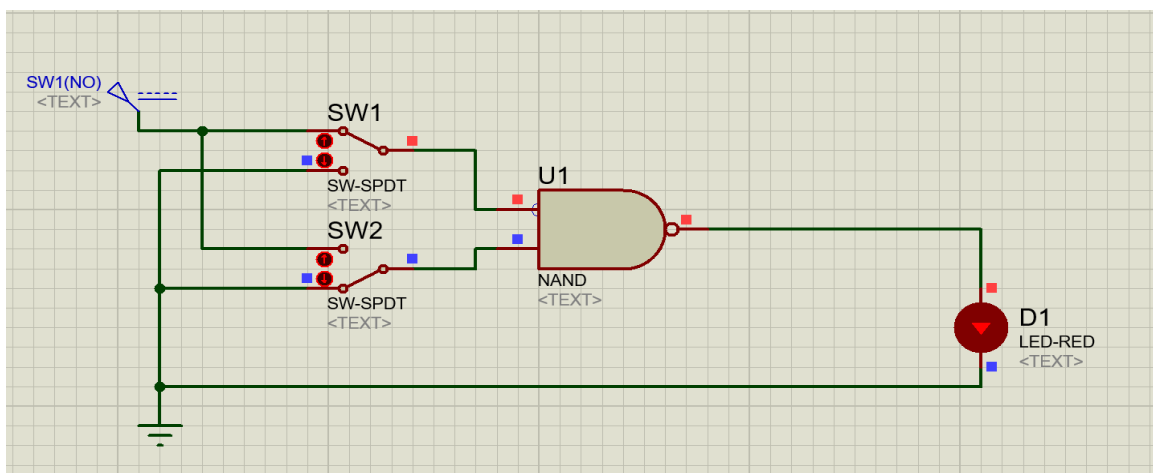 SW1(NO)
<TEXT>
SW1
SW-SPDT
<TEXT>
SW2
SW-SPDT
<TEXT>
U1
NAND
<TEXT>
D1
LED-RED
<TEXT>